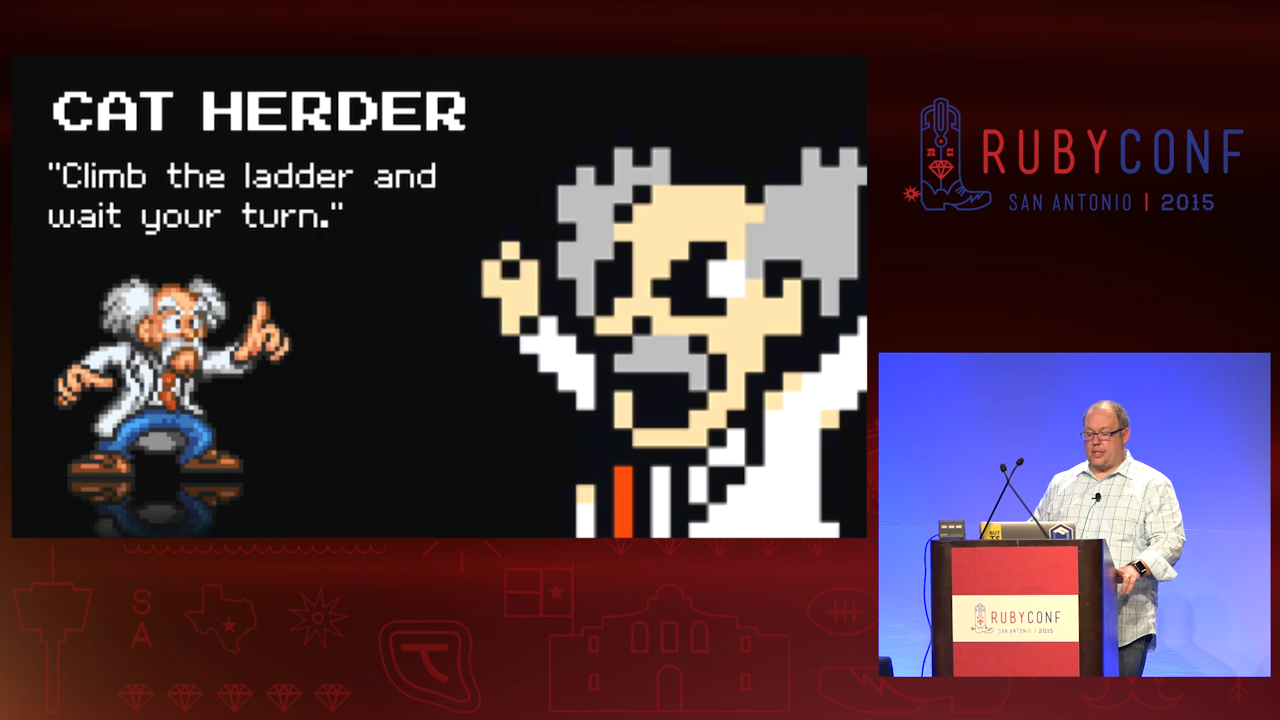 CAT HERDER
"Climb the ladder and
wait your turn."
RUBYCONF
SAN ANTONIO | 2015
S
A
RUBYCONF
SAN ANTONIO | 2015